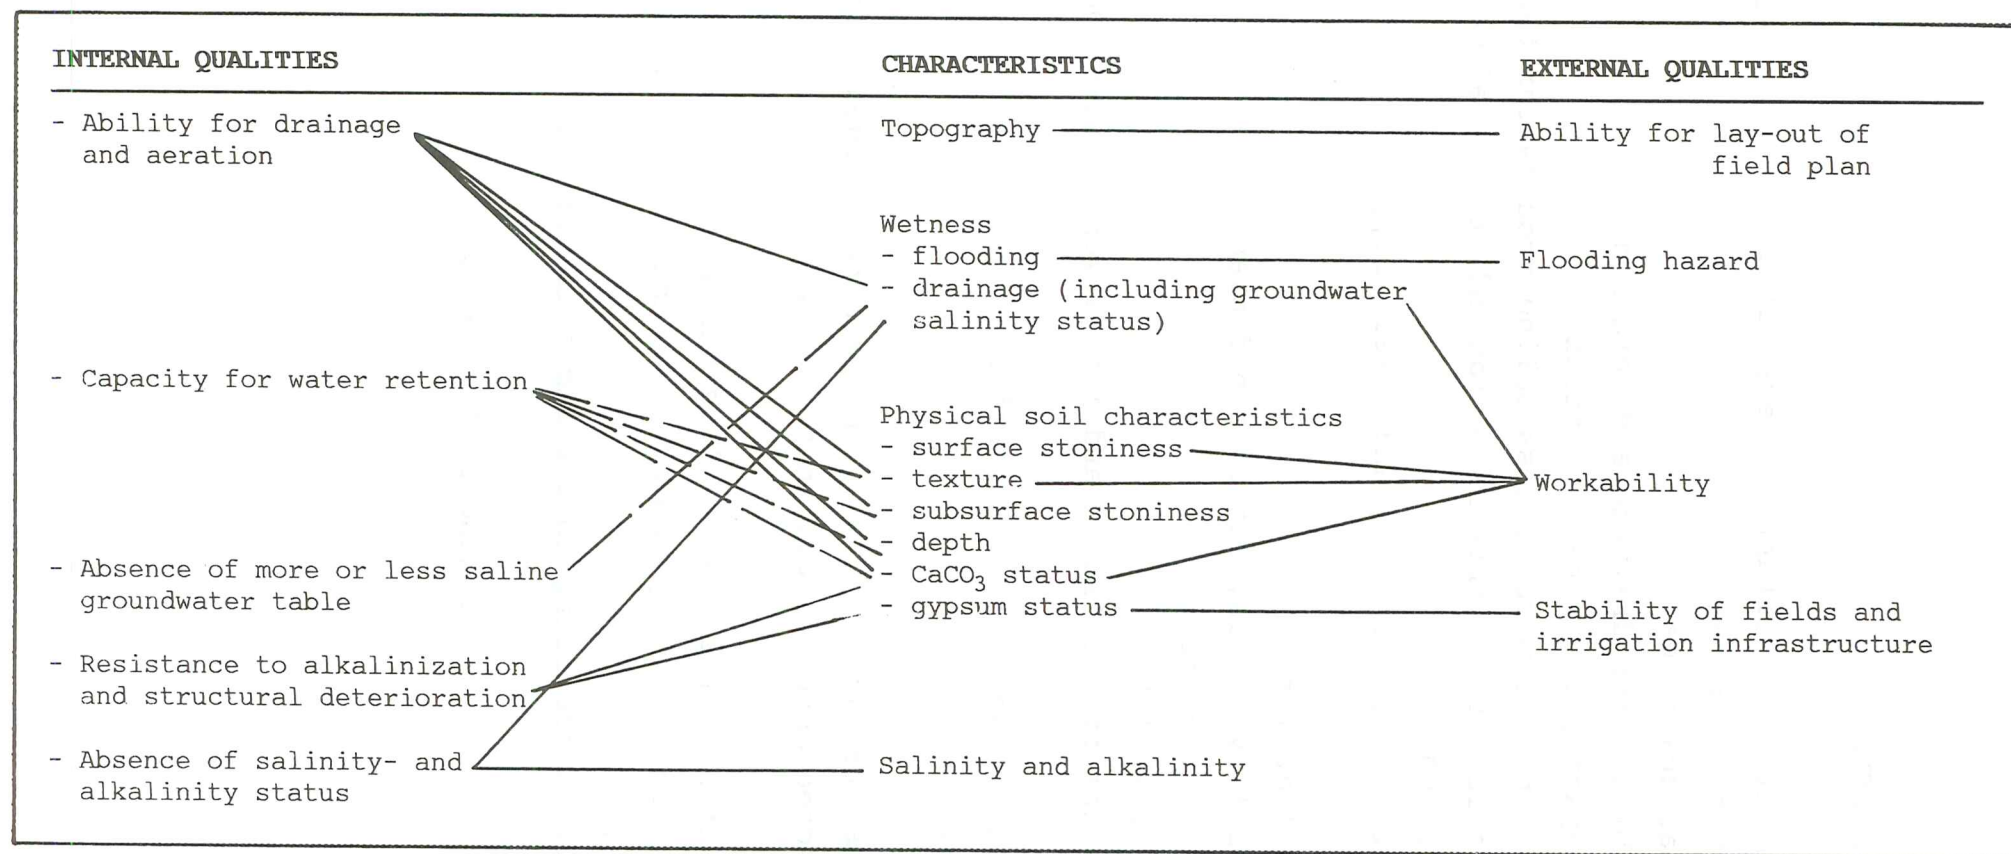 INTERNAL QUALITIES
- Ability for drainage
and aeration
- Capacity for water retention
- Absence of more or less saline
groundwater table
- Resistance to alkalinization
and structural deterioration
- Absence of salinity- and
alkalinity status
CHARACTERISTICS
Topography
Wetness
- flooding
- drainage (including groundwater
salinity status)
Physical soil characteristics
- surface stoniness
- texture
- subsurface stoniness
- depth
- CaCO₃ status
- gypsum status
Salinity and alkalinity
EXTERNAL QUALITIES
Ability for lay-out of
field plan
Flooding hazard
Workability
Stability of fields and
irrigation infrastructure